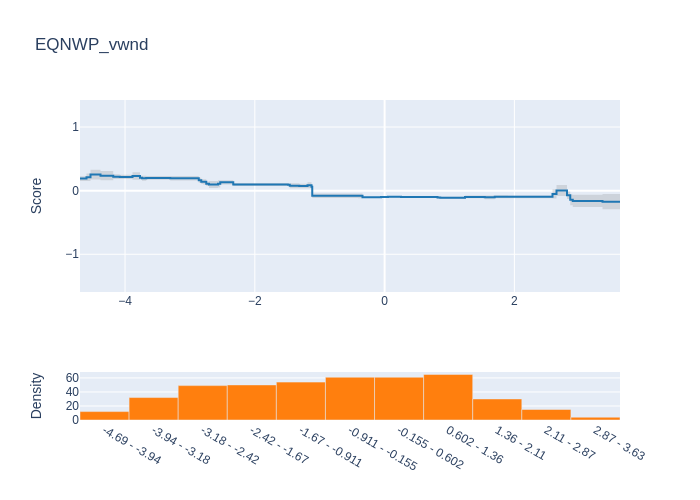 EQNWP_vwnd
Score
1
0
−1
−4
−2
0
2
Density
60
40
20
0
-4.69 - -3.94
-3.94 - -3.18
-3.18 - -2.42
-2.42 - -1.67
-1.67 - -0.911
-0.911 - -0.155
-0.155 - 0.602
0.602 - 1.36
1.36 - 2.11
2.11 - 2.87
2.87 - 3.63